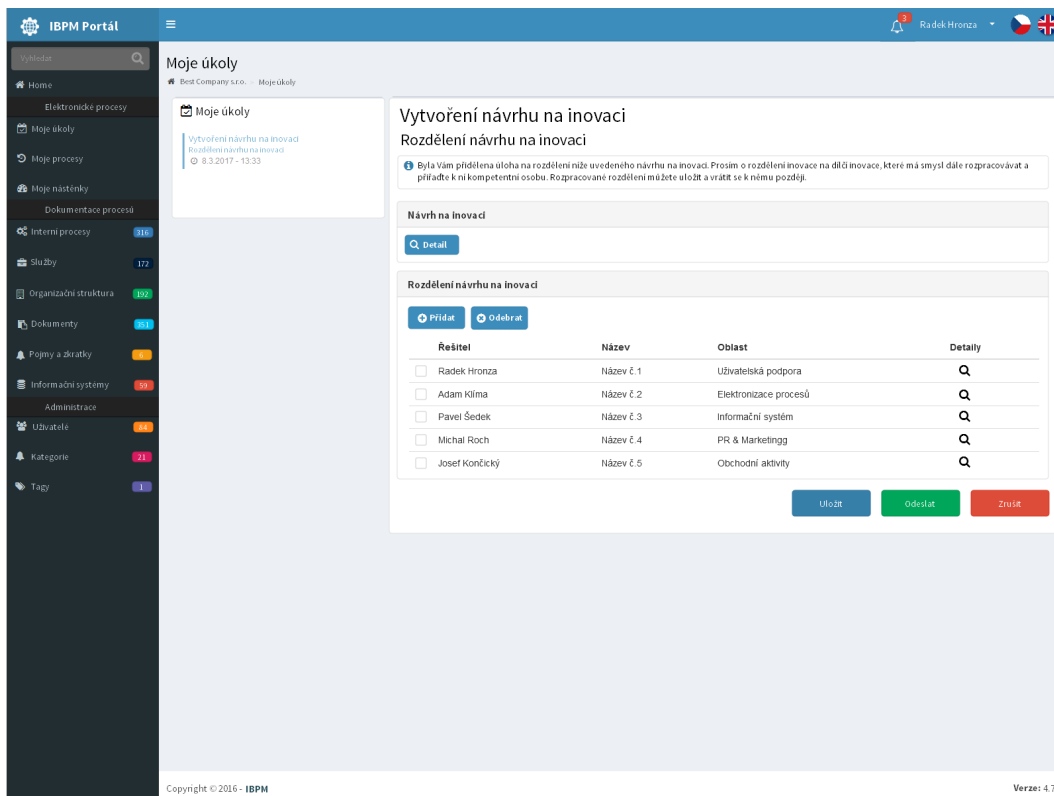 IBPM Portál
3
Radek Hronza
Vyhledat
Home
Elektronické procesy
Moje úkoly
Moje procesy
Moje nástěnky
Dokumentace procesů
Interní procesy 316
Služby 172
Organizační struktura 192
Dokumenty 351
Pojmy a zkratky 6
Informační systémy 59
Administrace
Uživatelé 84
Kategorie 21
Tagy 1
Moje úkoly
Best Company s.r.o. Moje úkoly
Moje úkoly
Vytvoření návrhu na inovaci
Rozdělení návrhu na inovaci
8.3.2017 - 13:33
Vytvoření návrhu na inovaci
Rozdělení návrhu na inovaci
Byla Vám přidělena úloha na rozdělení níže uvedeného návrhu na inovaci. Prosím o rozdělení inovace na dílčí inovace, které má smysl dále rozpracovávat a
přiřaďte k ní kompetentní osobu. Rozpracované rozdělení můžete uložit a vrátit se k němu později.
Návrh na inovaci
Detail
Rozdělení návrhu na inovaci
Přidat Odebrat
Řešitel Název Oblast Detaily
Radek Hronza Název č.1 Uživatelská podpora
Adam Klíma Název č.2 Elektronizace procesů
Pavel Šedek Název č.3 Informační systém
Michal Roch Název č.4 PR & Marketingg
Josef Končický Název č.5 Obchodní aktivity
Uložit Odeslat Zrušit
Copyright © 2016 - IBPM
Verze: 4.7